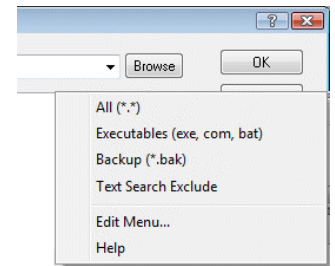 Browse
OK
All (*.*)
Executables (exe, com, bat)
Backup (*.bak)
Text Search Exclude
Edit Menu...
Help